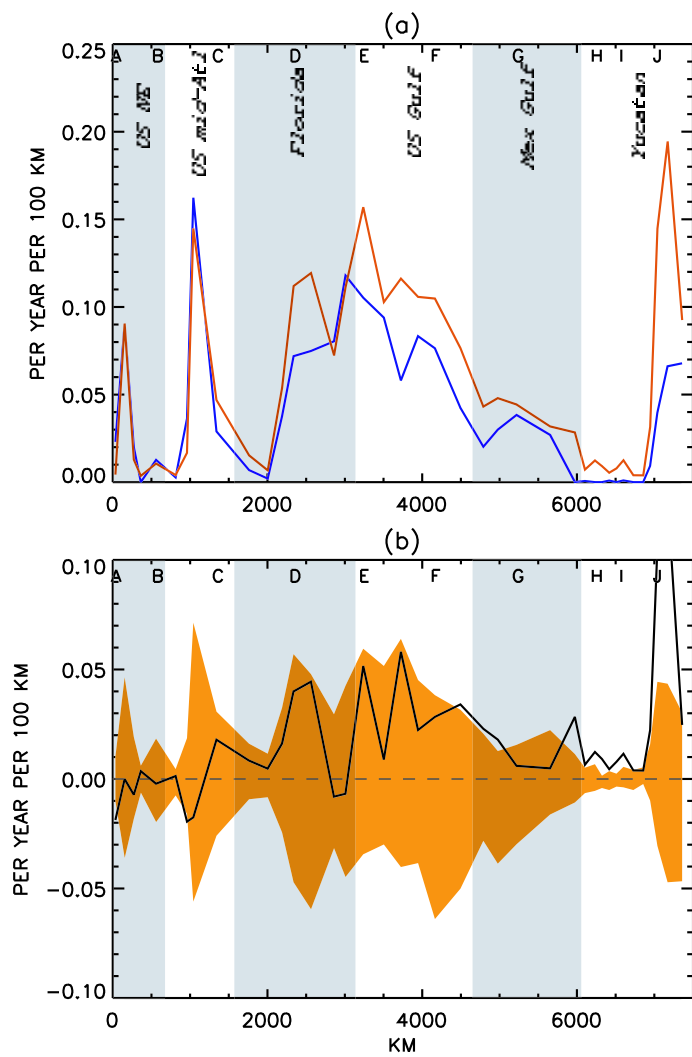 (a)
0.25
0.20
0.15
0.10
0.05
0.00
PER YEAR PER 100 KM
A B C D E F G H I J
US NE
US mid-Atl
Florida
US Gulf
Mex Gulf
Yucatan
0 2000 4000 6000
(b)
0.10
0.05
0.00
-0.05
-0.10
PER YEAR PER 100 KM
A B C D E F G H I J
0 2000 4000 6000
KM